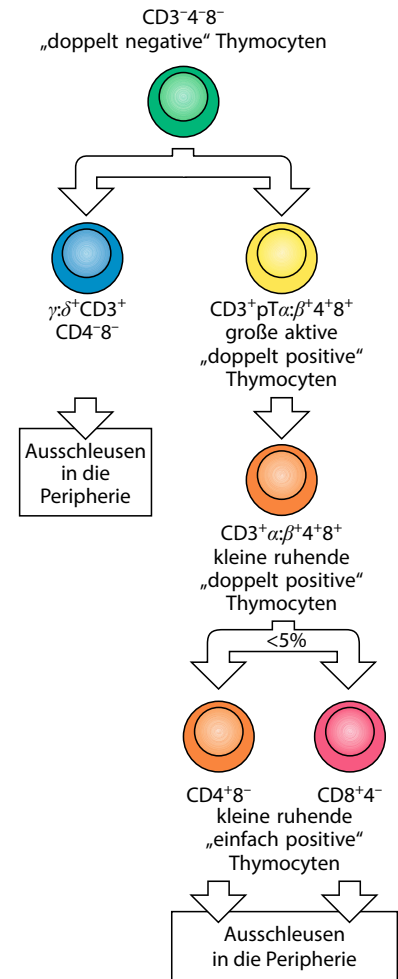 CD3⁻4⁻8⁻
„doppelt negative“ Thymocyten
γ:δ⁺CD3⁺
CD4⁻8⁻
CD3⁺pTα:β⁺4⁺8⁺
große aktive
„doppelt positive“
Thymocyten
Ausschleusen
in die
Peripherie
CD3⁺α:β⁺4⁺8⁺
kleine ruhende
„doppelt positive“
Thymocyten
<5%
CD4⁺8⁻
CD8⁺4⁻
kleine ruhende
„einfach positive“
Thymocyten
Ausschleusen
in die Peripherie